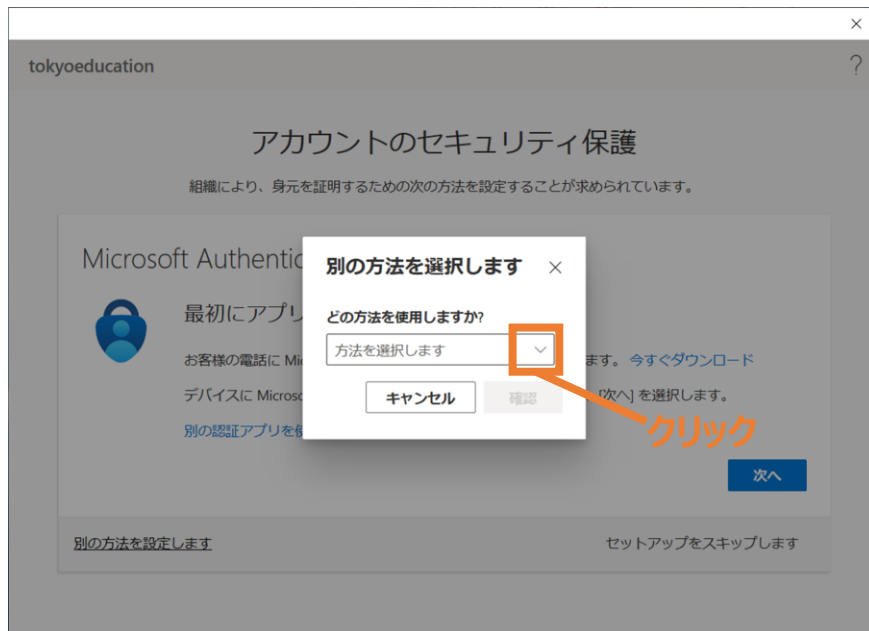 tokyoeducation
?
アカウントのセキュリティ保護
組織により、身元を証明するための次の方法を設定することが求められています。
Microsoft Authentic
別の方法を選択します
最初にアプリ
どの方法を使用しますか?
方法を選択します
お客様の電話に Mi
ます。 今すぐダウンロード
デバイスに Microso
[次へ] を選択します。
キャンセル
確認
別の認証アプリを使
クリック
次へ
別の方法を設定します
セットアップをスキップします